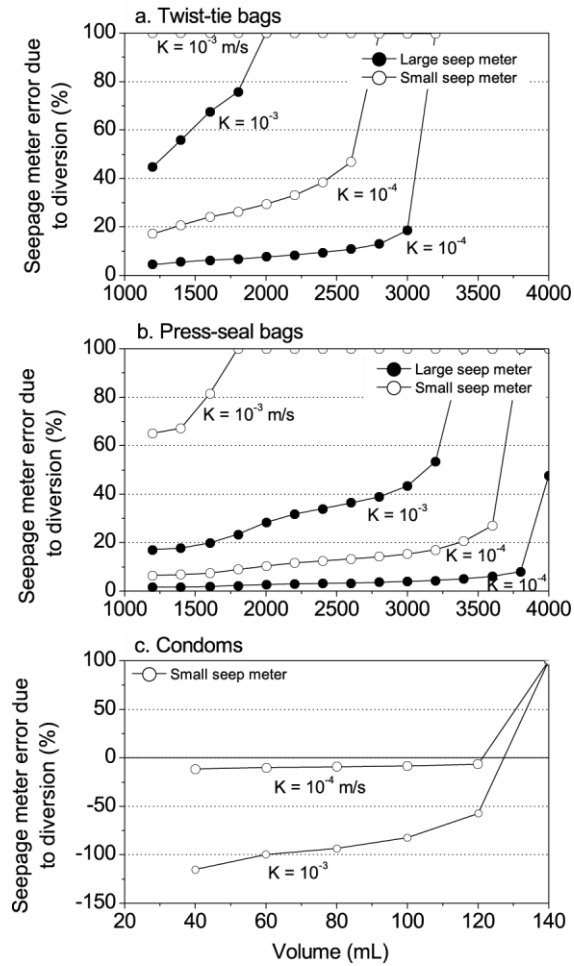 a. Twist-tie bags
100
80
60
40
20
0
Seepage meter error due
to diversion (%)
K = 10⁻³ m/s
Large seep meter
Small seep meter
K = 10⁻³
K = 10⁻⁴
K = 10⁻⁴
1000 1500 2000 2500 3000 3500 4000
b. Press-seal bags
100
80
60
40
20
0
Seepage meter error due
to diversion (%)
Large seep meter
Small seep meter
K = 10⁻³ m/s
K = 10⁻³
K = 10⁻⁴
K = 10⁻⁴
1000 1500 2000 2500 3000 3500 4000
c. Condoms
100
50
0
-50
-100
-150
Seepage meter error due
to diversion (%)
Small seep meter
K = 10⁻⁴ m/s
K = 10⁻³
20 40 60 80 100 120 140
Volume (mL)